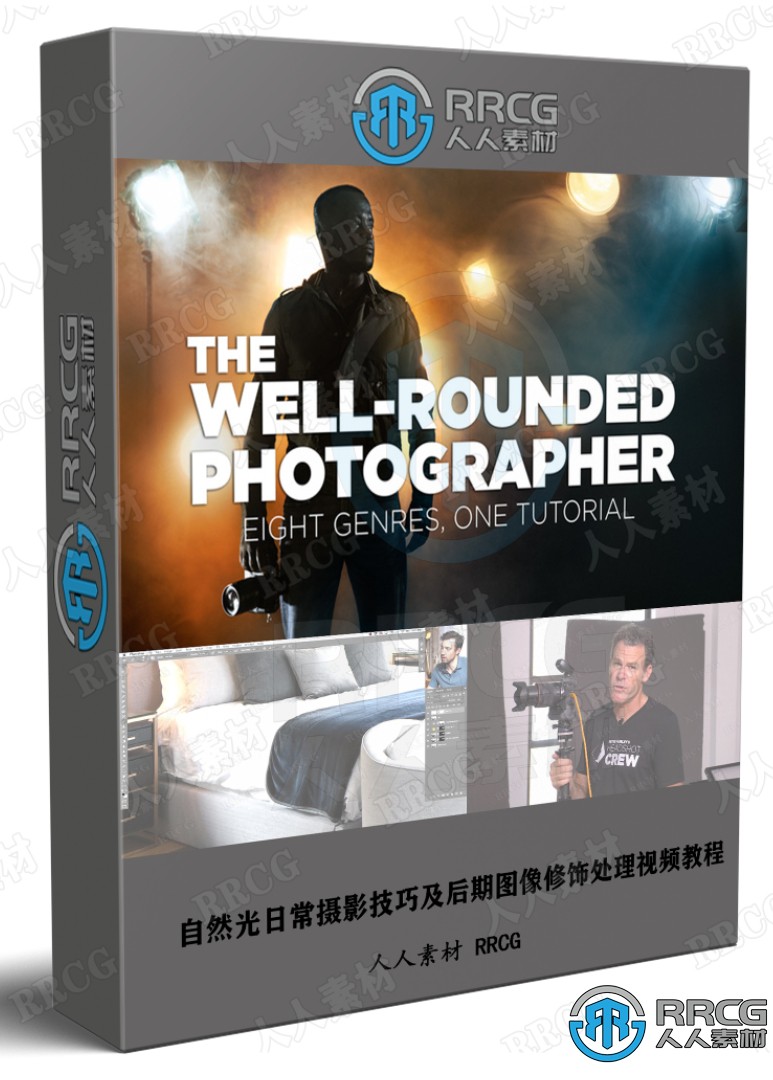 RRCG
人人素材
THE
WELL-ROUNDED
PHOTOGRAPHER
EIGHT GENRES, ONE TUTORIAL
RRCG
人人素材
HEADSHOT
CREW
自然光日常摄影技巧及后期图像修饰处理视频教程
人人素材 RRCG
RRCG
人人素材